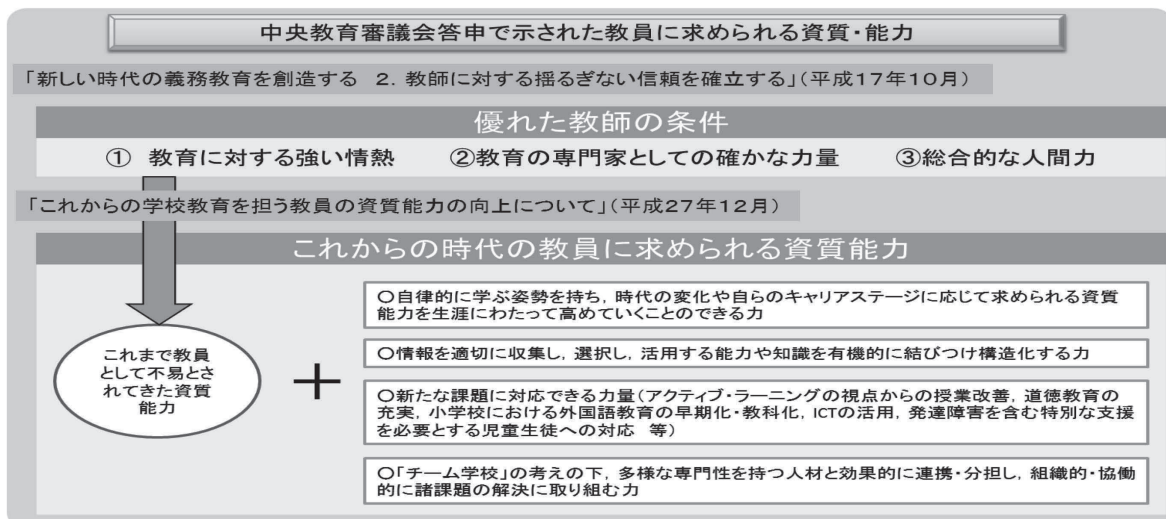 中央教育審議会答申で示された教員に求められる資質・能力
「新しい時代の義務教育を創造する　2．教師に対する揺るぎない信頼を確立する」（平成17年10月）
優れた教師の条件
①　教育に対する強い情熱　　②教育の専門家としての確かな力量　　③総合的な人間力
「これからの学校教育を担う教員の資質能力の向上について」（平成27年12月）
これからの時代の教員に求められる資質能力
これまで教員
として不易とさ
れてきた資質
能力
＋
○自律的に学ぶ姿勢を持ち，時代の変化や自らのキャリアステージに応じて求められる資質
能力を生涯にわたって高めていくことのできる力
○情報を適切に収集し，選択し，活用する能力や知識を有機的に結びつけ構造化する力
○新たな課題に対応できる力量（アクティブ・ラーニングの視点からの授業改善，道徳教育の
充実，小学校における外国語教育の早期化・教科化，ICTの活用，発達障害を含む特別な支援
を必要とする児童生徒への対応　等）
○「チーム学校」の考えの下，多様な専門性を持つ人材と効果的に連携・分担し，組織的・協働
的に諸課題の解決に取り組む力